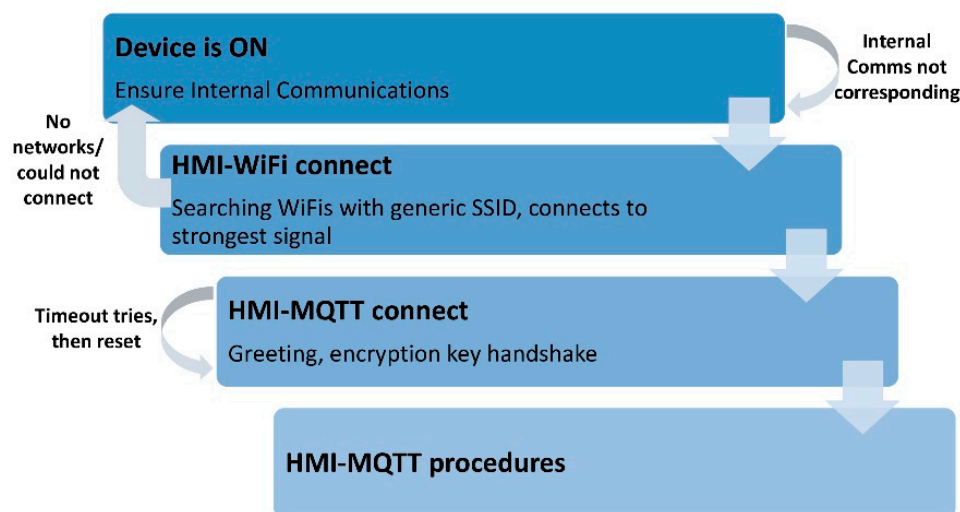 Device is ON
Ensure Internal Communications
Internal
Comms not
corresponding
No
networks/
could not
connect
HMI-WiFi connect
Searching WiFis with generic SSID, connects to
strongest signal
Timeout tries,
then reset
HMI-MQTT connect
Greeting, encryption key handshake
HMI-MQTT procedures